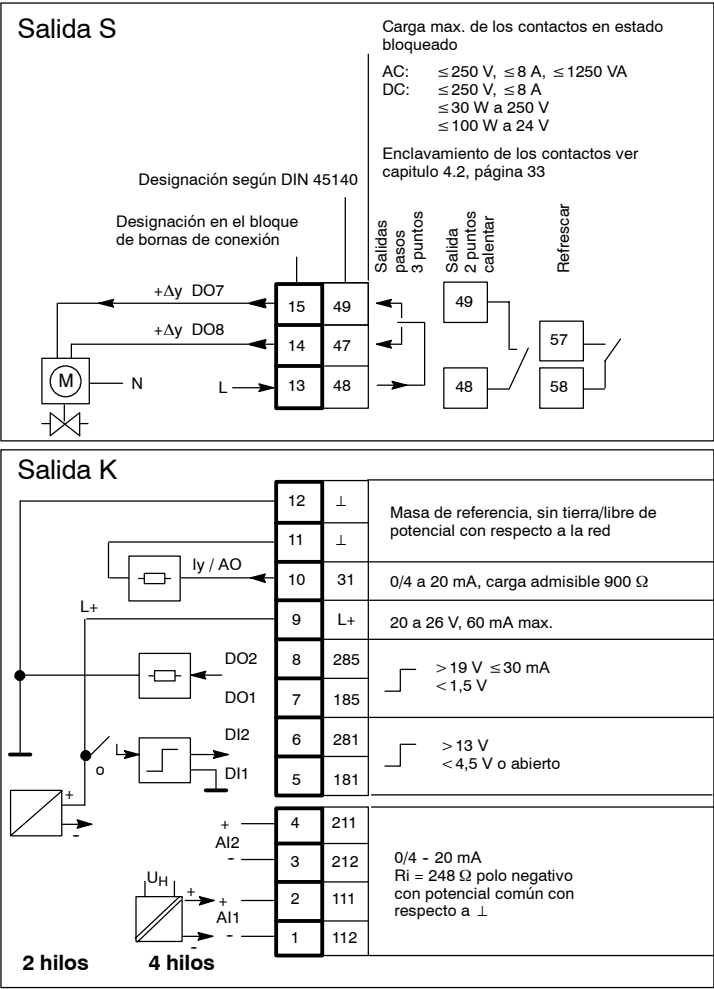 Salida S
Carga max. de los contactos en estado
bloqueado
AC: ≤250 V, ≤8 A, ≤1250 VA
DC: ≤250 V, ≤8 A
≤30 W a 250 V
≤100 W a 24 V
Enclavamiento de los contactos ver
capitulo 4.2, página 33
Designación según DIN 45140
Designación en el bloque
de bornas de conexión
Salidas
pasos
3 puntos
Salida
2 puntos
calentar
Refrescar
+Δy DO7
15 49
49
+Δy DO8
14 47
57
M
N
L
13 48
48
58
Salida K
12 ⊥
Masa de referencia, sin tierra/libre de
potencial con respecto a la red
11 ⊥
Iy / AO
10 31
0/4 a 20 mA, carga admisible 900 Ω
L+
9 L+
20 a 26 V, 60 mA max.
DO2
8 285
>19 V ≤30 mA
<1,5 V
DO1
7 185
DI2
6 281
>13 V
<4,5 V o abierto
L
o
DI1
5 181
+
-
+
4 211
AI2
-
3 212
0/4 - 20 mA
Ri = 248 Ω polo negativo
con potencial común con
respecto a ⊥
UH
+
+
2 111
AI1
-
-
1 112
2 hilos
4 hilos